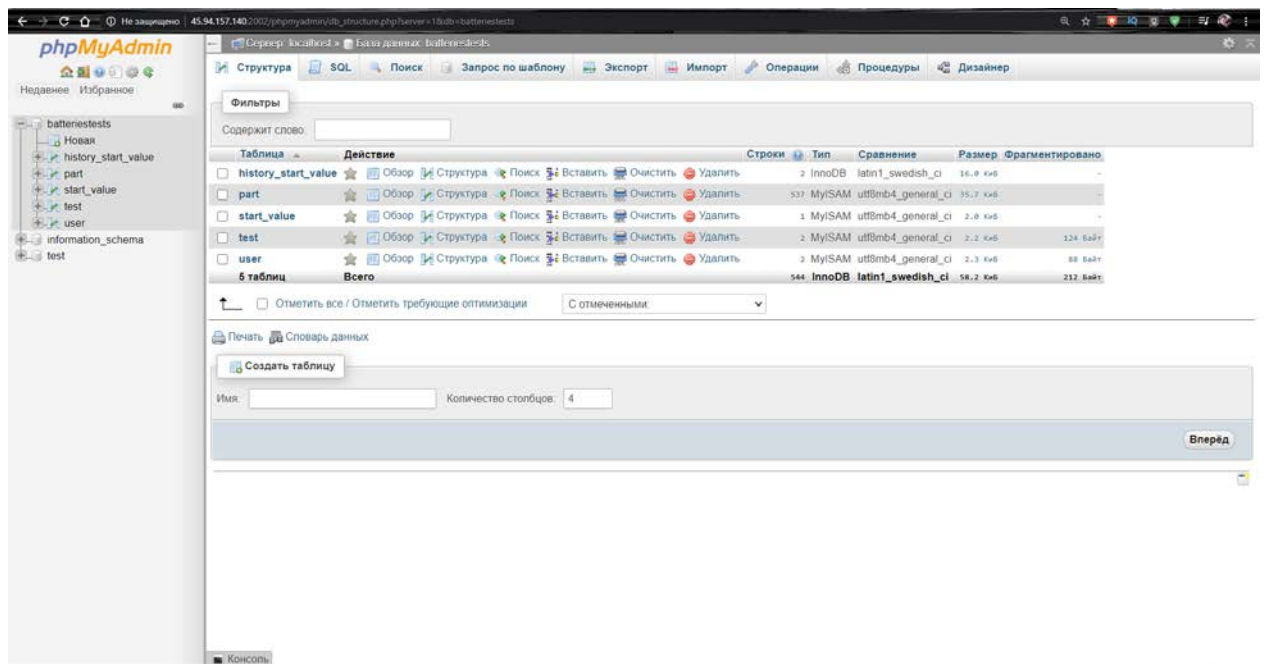 Не защищено 45.94.157.140:2002/phpmyadmin/db_structure.php?server=1&db=batteriestests
phpMyAdmin
Недавнее Избранное
batteriestests
Новая
history_start_value
part
start_value
test
user
information_schema
test
Сервер: localhost » База данных: batteriestests
Структура SQL Поиск Запрос по шаблону Экспорт Импорт Операции Процедуры Дизайнер
Фильтры
Содержит слово:
Таблица Действие Строки Тип Сравнение Размер Фрагментировано
history_start_value Обзор Структура Поиск Вставить Очистить Удалить 2 InnoDB latin1_swedish_ci 16.0 КиБ -
part Обзор Структура Поиск Вставить Очистить Удалить 537 MyISAM utf8mb4_general_ci 35.7 КиБ -
start_value Обзор Структура Поиск Вставить Очистить Удалить 1 MyISAM utf8mb4_general_ci 2.0 КиБ -
test Обзор Структура Поиск Вставить Очистить Удалить 2 MyISAM utf8mb4_general_ci 2.2 КиБ 124 Байт
user Обзор Структура Поиск Вставить Очистить Удалить 2 MyISAM utf8mb4_general_ci 2.3 КиБ 88 Байт
5 таблиц Всего 544 InnoDB latin1_swedish_ci 58.2 КиБ 212 Байт
Отметить все / Отметить требующие оптимизации С отмеченными:
Печать Словарь данных
Создать таблицу
Имя: Количество столбцов: 4
Вперёд
Консоль